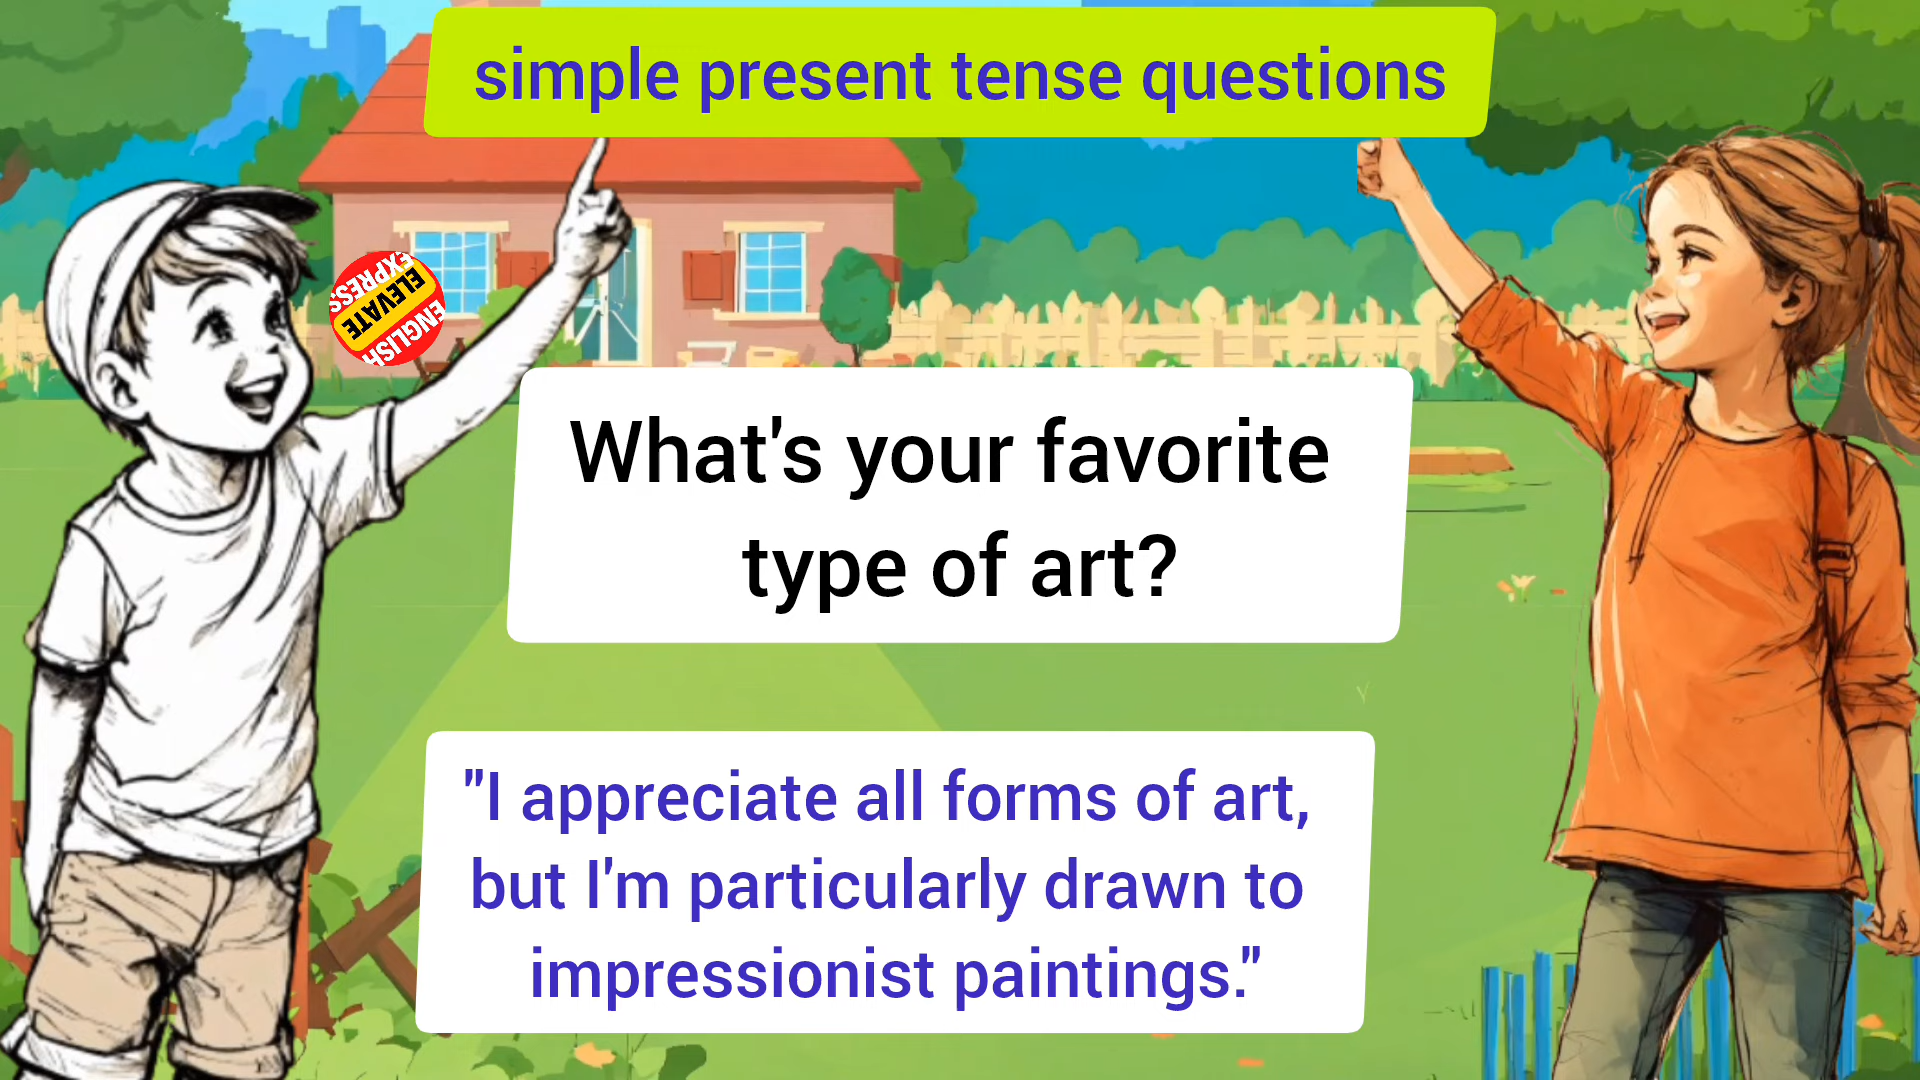 simple present tense questions
ENGLISH
ELEVATE
EXPRESS
What's your favorite
type of art?
"I appreciate all forms of art,
but I'm particularly drawn to
impressionist paintings."